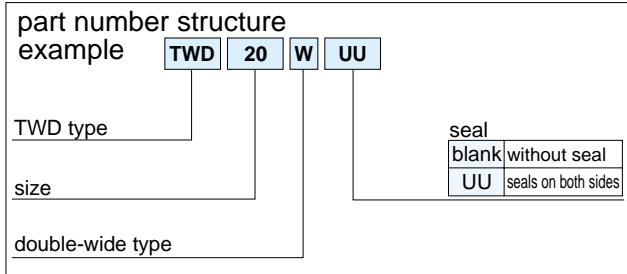 part number structure
example TWD 20 W UU
TWD type
seal
blank without seal
UU seals on both sides
size
double-wide type